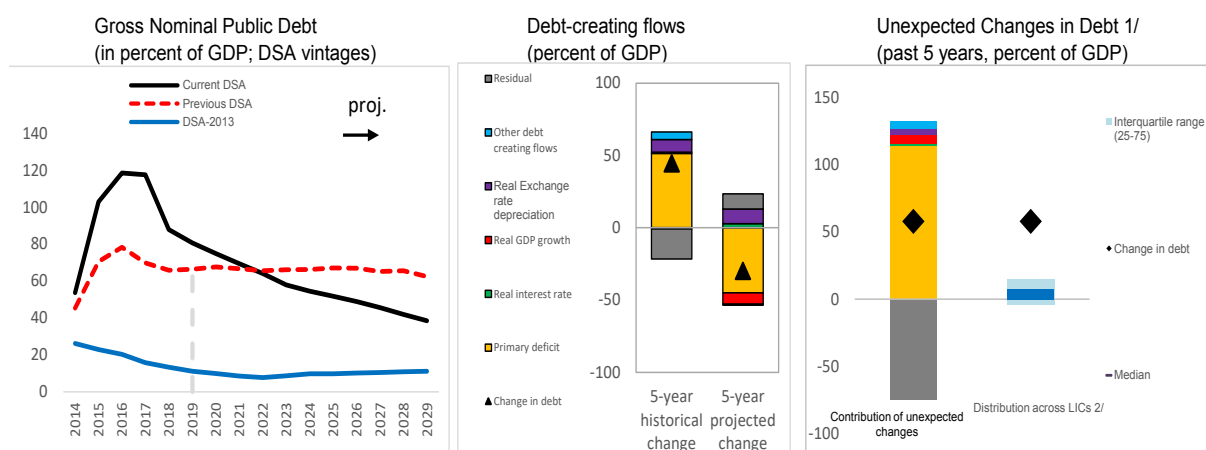 Gross Nominal Public Debt
(in percent of GDP; DSA vintages)
Current DSA
Previous DSA
DSA-2013
proj.
140
120
100
80
60
40
20
0
2014
2015
2016
2017
2018
2019
2020
2021
2022
2023
2024
2025
2026
2027
2028
2029
Debt-creating flows
(percent of GDP)
Residual
Other debt
creating flows
Real Exchange
rate
depreciation
Real GDP growth
Real interest rate
Primary deficit
Change in debt
100
50
0
-50
-100
5-year
historical
change
5-year
projected
change
Unexpected Changes in Debt 1/
(past 5 years, percent of GDP)
150
100
50
0
-50
-100
Contribution of unexpected
changes
Distribution across LICs 2/
Interquartile range
(25-75)
Change in debt
Median